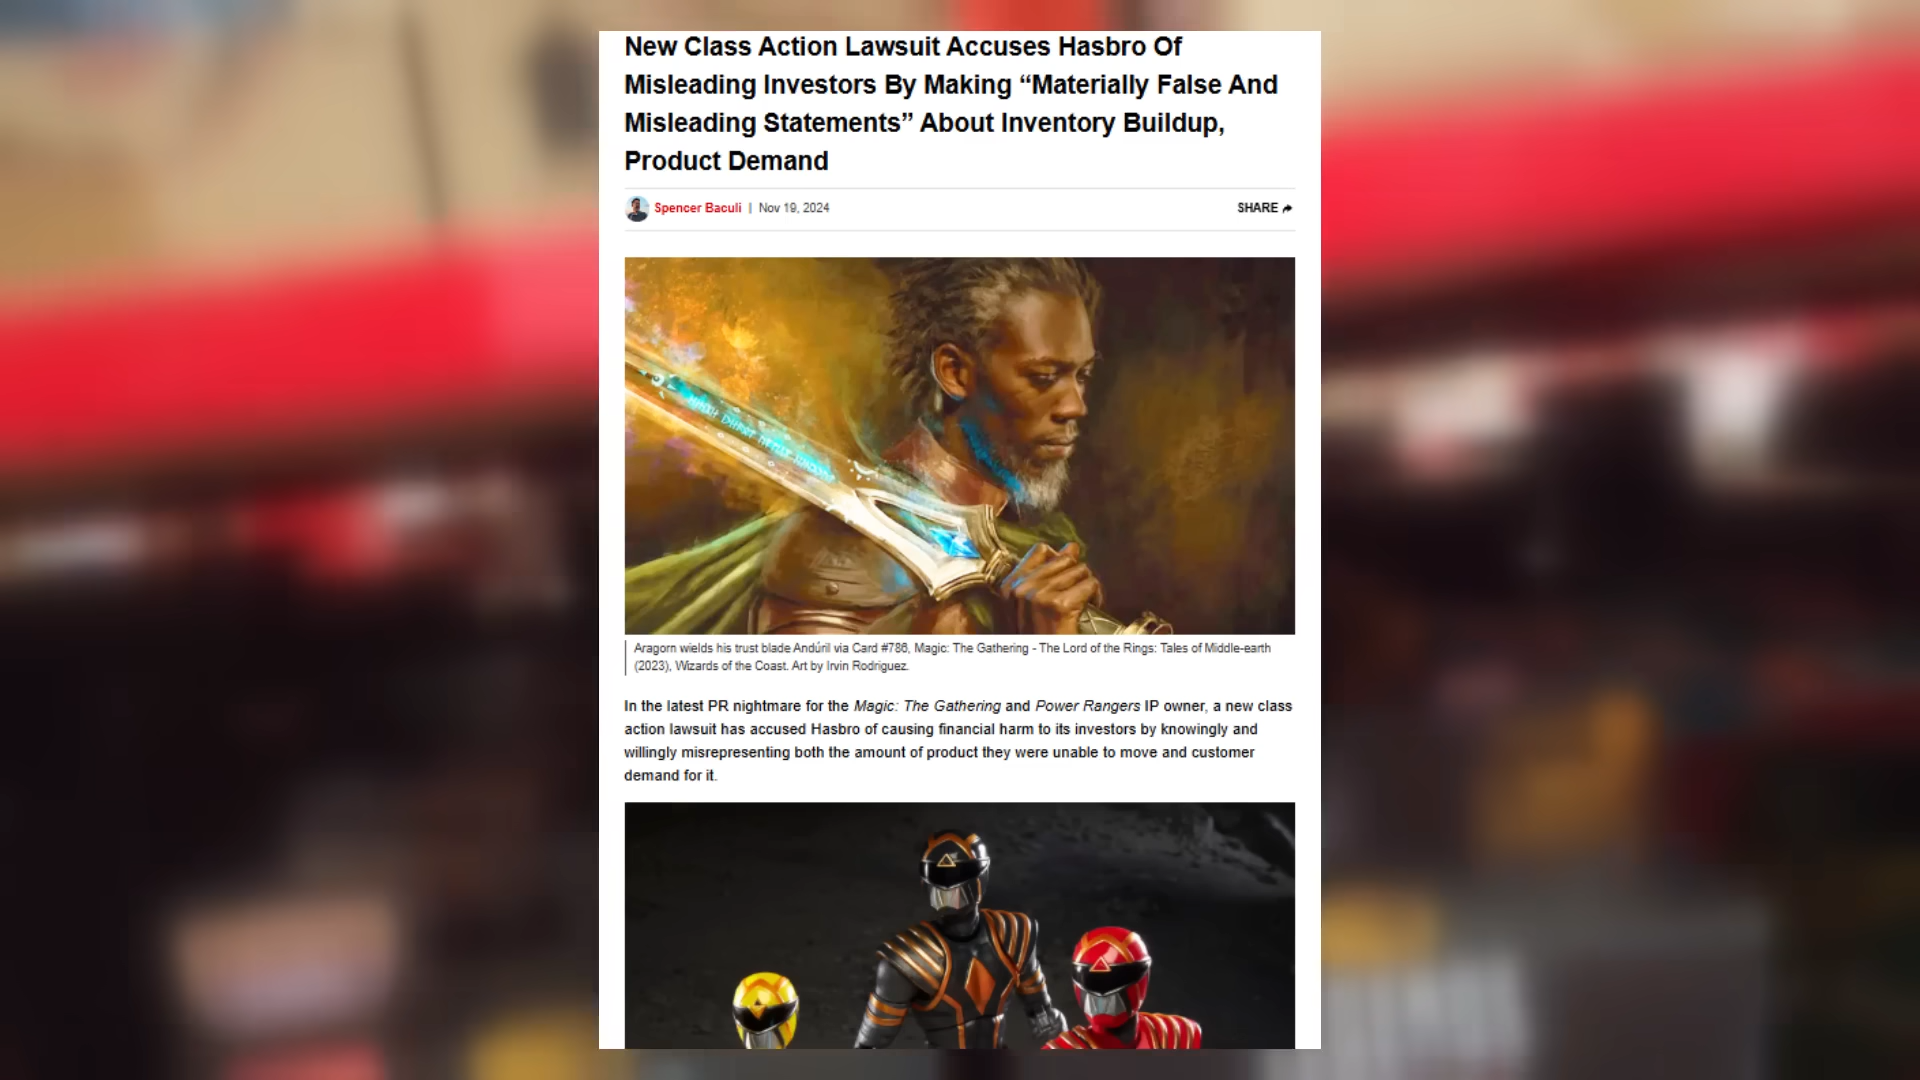 New Class Action Lawsuit Accuses Hasbro Of
Misleading Investors By Making “Materially False And
Misleading Statements” About Inventory Buildup,
Product Demand
Spencer Baculi | Nov 19, 2024
SHARE
Aragorn wields his trust blade Andúril via Card #786, Magic: The Gathering - The Lord of the Rings: Tales of Middle-earth
(2023), Wizards of the Coast. Art by Irvin Rodriguez.
In the latest PR nightmare for the Magic: The Gathering and Power Rangers IP owner, a new class
action lawsuit has accused Hasbro of causing financial harm to its investors by knowingly and
willingly misrepresenting both the amount of product they were unable to move and customer
demand for it.